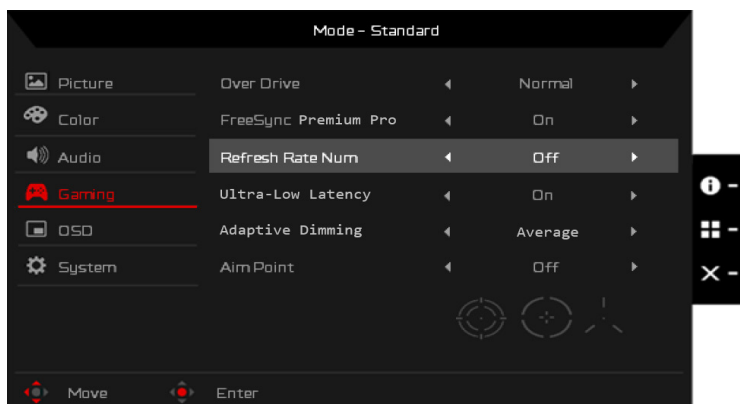 Mode - Standard
Picture
Over Drive Normal
FreeSync Premium Pro On
Color
Audio
Refresh Rate Num Off
Gaming
Ultra-Low Latency On
OSD
Adaptive Dimming Average
System
Aim Point Off
Move Enter